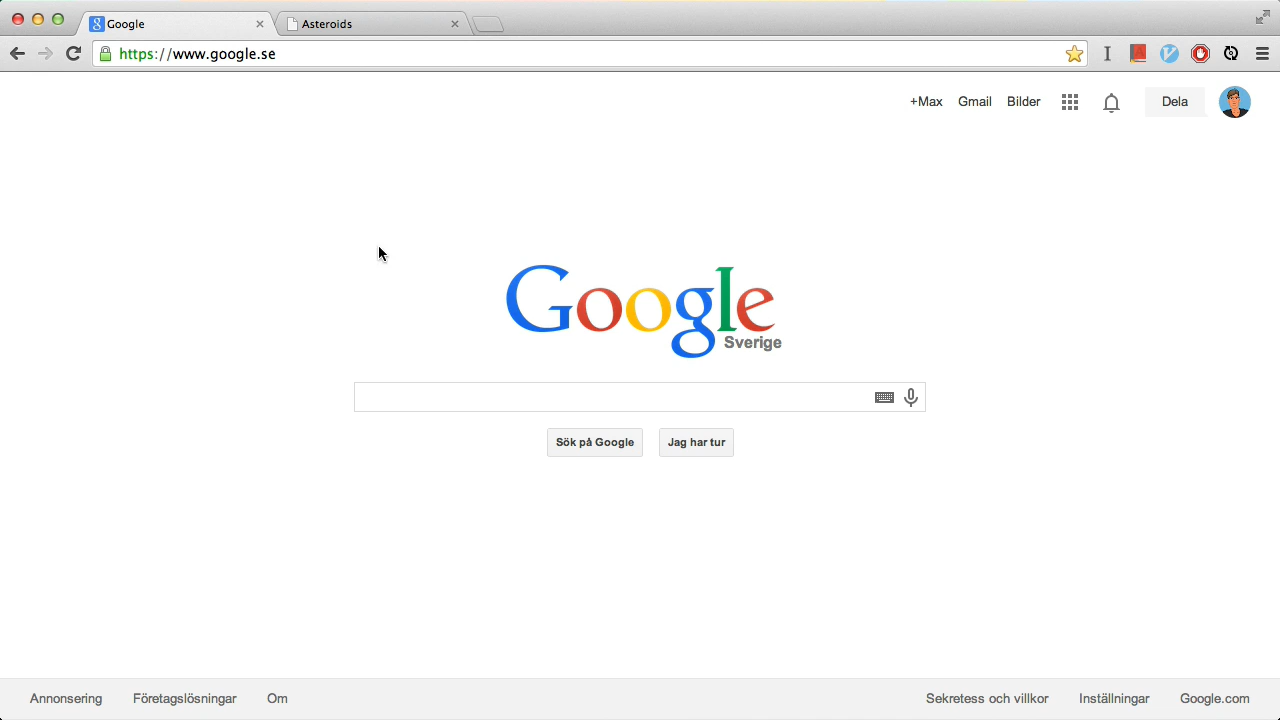 Google
Asteroids
https://www.google.se
+Max Gmail Bilder Dela
Google
Sverige
Sök på Google Jag har tur
Annonsering Företagslösningar Om Sekretess och villkor Inställningar Google.com